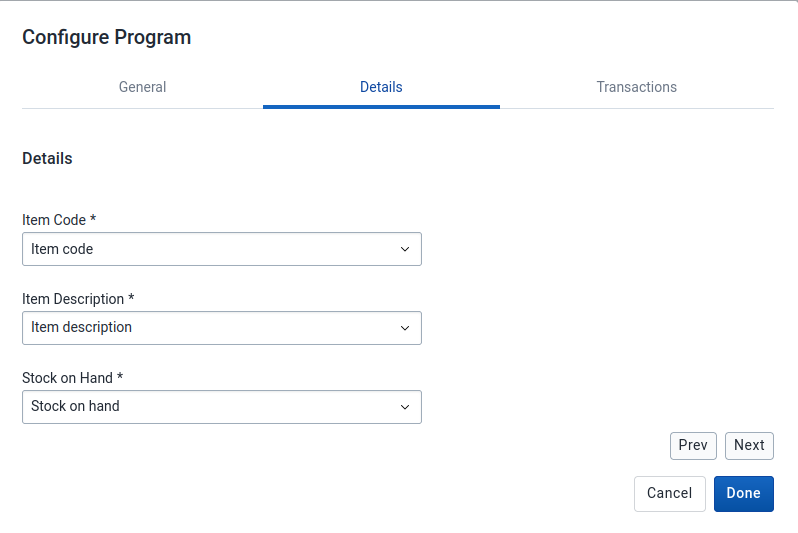 Configure Program
General Details Transactions
Details
Item Code *
Item code
Item Description *
Item description
Stock on Hand *
Stock on hand
Prev Next
Cancel Done